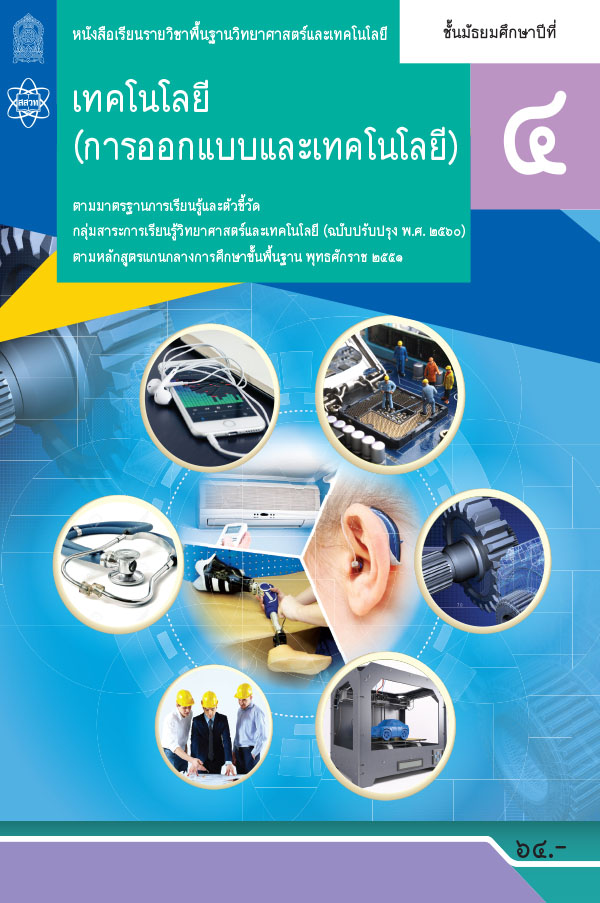 หนังสือเรียนรายวิชาพื้นฐานวิทยาศาสตร์และเทคโนโลยี
ชั้นมัธยมศึกษาปีที่
๔
สสวท
เทคโนโลยี
(การออกแบบและเทคโนโลยี)
ตามมาตรฐานการเรียนรู้และตัวชี้วัด
กลุ่มสาระการเรียนรู้วิทยาศาสตร์และเทคโนโลยี (ฉบับปรับปรุง พ.ศ. ๒๕๖๐)
ตามหลักสูตรแกนกลางการศึกษาขั้นพื้นฐาน พุทธศักราช ๒๕๕๑
๖๔.-